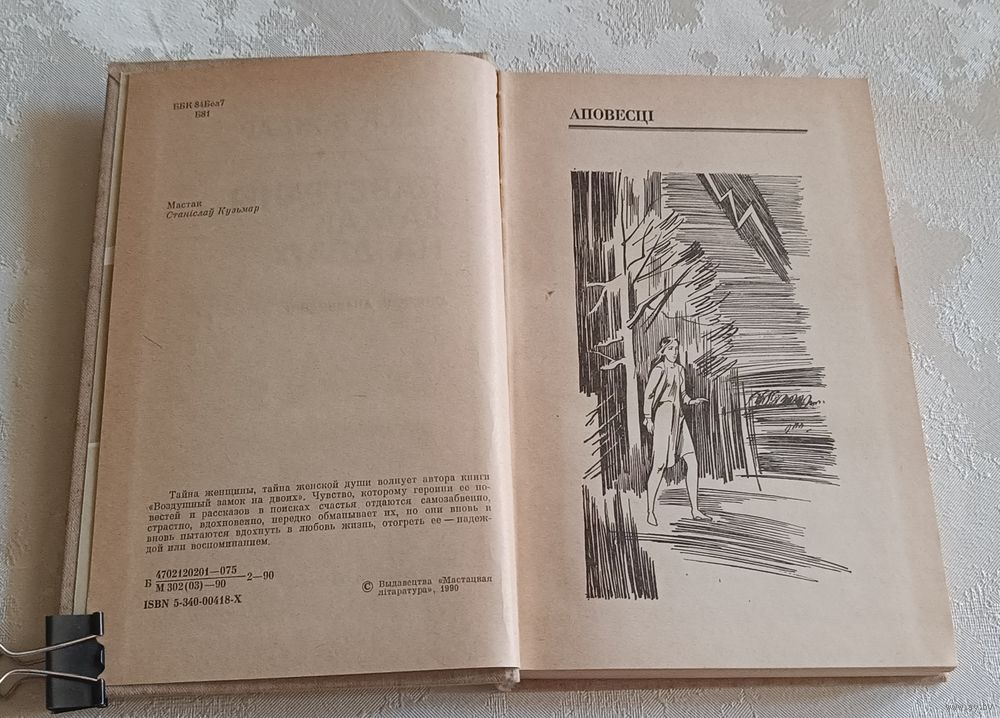 ББК 84Бел7
Б81
Мастак
Станіслаў Кузьмар
Тайна женщины, тайна женской души волнует автора книги
«Воздушный замок на двоих». Чувство, которому героини ее по-
вестей и рассказов в поисках счастья отдаются самозабвенно,
страстно, вдохновенно, нередко обманывает их, но они вновь и
вновь пытаются вдохнуть в любовь жизнь, отогреть ее — надеж-
дой или воспоминанием.
Б 4702120201—075
М 302(03)—90 2—90
ISBN 5-340-00418-X
© Выдавецтва «Мастацкая
літаратура», 1990
АПОВЕСЦІ